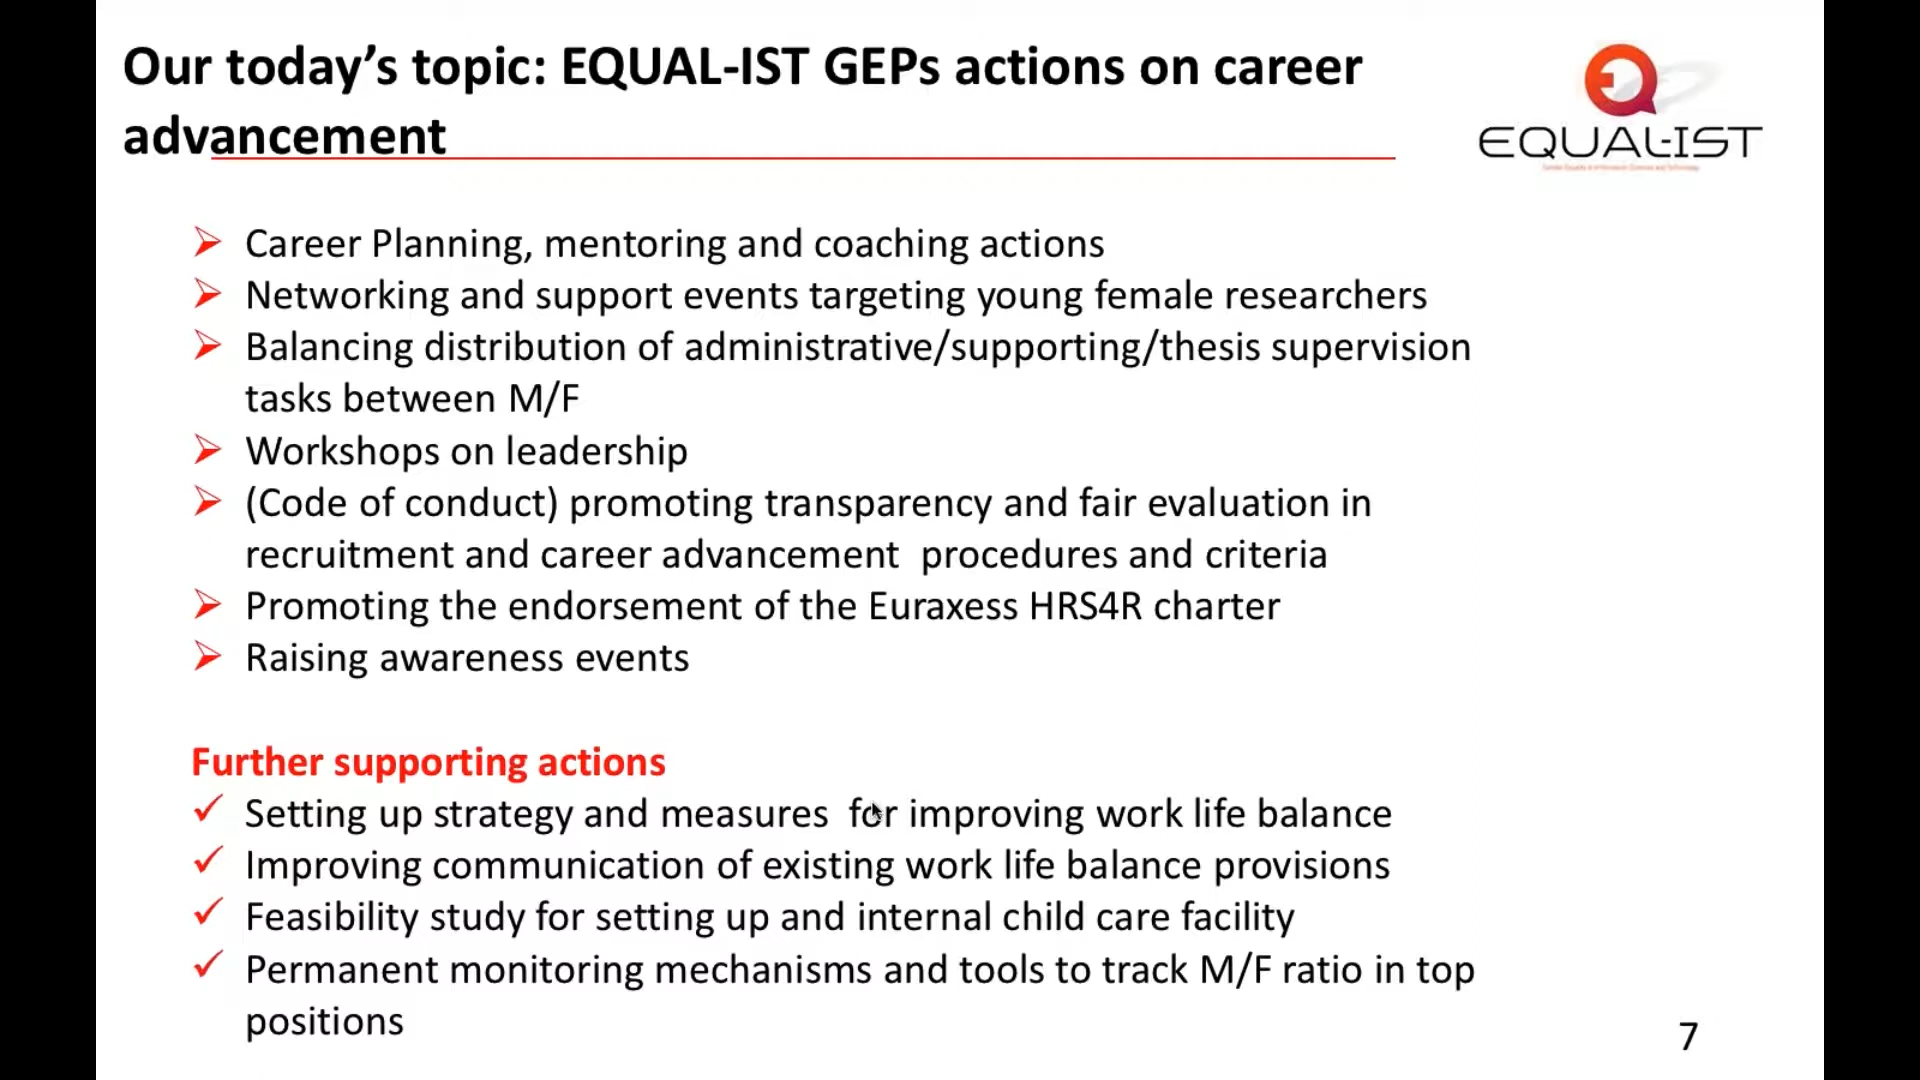 Our today's topic: EQUAL-IST GEPs actions on career
advancement
EQUAL-IST
Career Planning, mentoring and coaching actions
Networking and support events targeting young female researchers
Balancing distribution of administrative/supporting/thesis supervision
tasks between M/F
Workshops on leadership
(Code of conduct) promoting transparency and fair evaluation in
recruitment and career advancement  procedures and criteria
Promoting the endorsement of the Euraxess HRS4R charter
Raising awareness events
Further supporting actions
Setting up strategy and measures  for improving work life balance
Improving communication of existing work life balance provisions
Feasibility study for setting up and internal child care facility
Permanent monitoring mechanisms and tools to track M/F ratio in top
positions
7